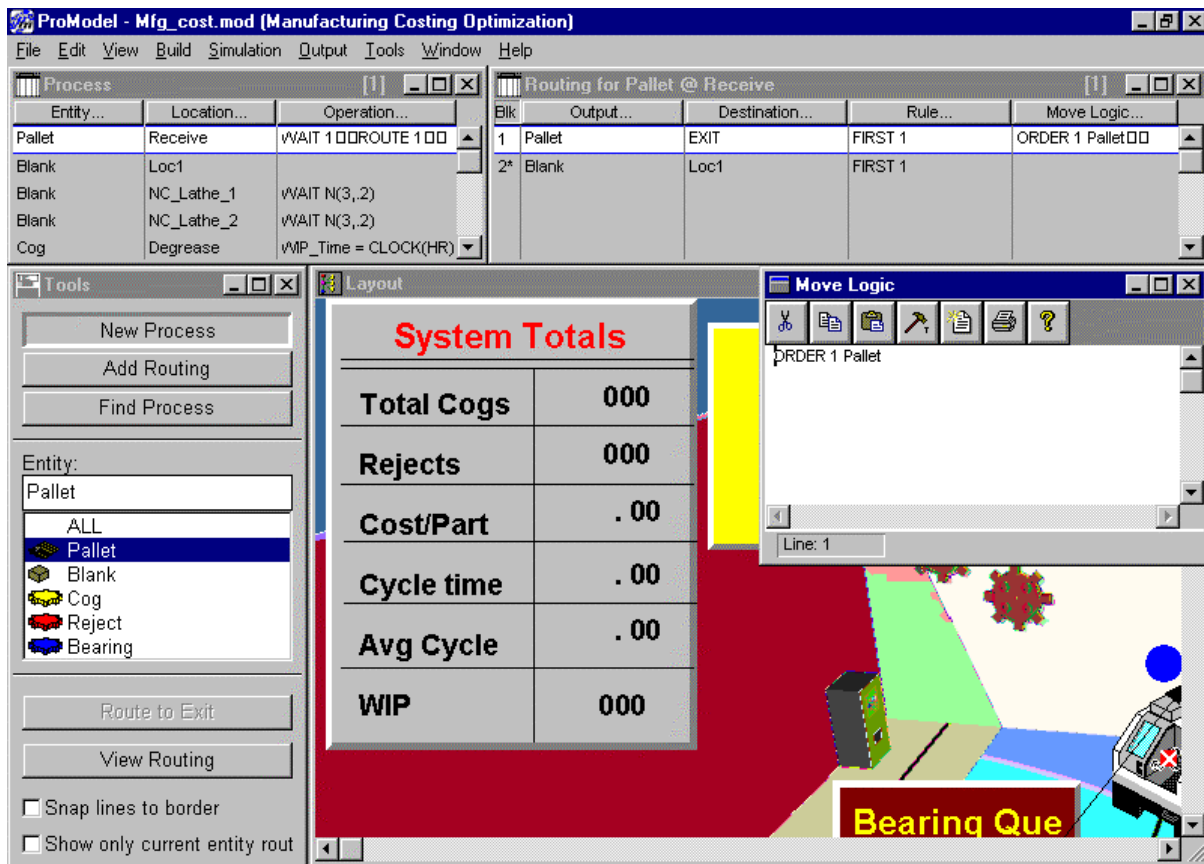 ProModel - Mfg_cost.mod (Manufacturing Costing Optimization)
File Edit View Build Simulation Output Tools Window Help
Process [1]
Entity... Location... Operation...
Pallet Receive WAIT 1▯▯ROUTE 1▯▯
Blank Loc1
Blank NC_Lathe_1 WAIT N(3,.2)
Blank NC_Lathe_2 WAIT N(3,.2)
Cog Degrease WIP_Time = CLOCK(HR)
Routing for Pallet @ Receive [1]
Blk Output... Destination... Rule... Move Logic...
1 Pallet EXIT FIRST 1 ORDER 1 Pallet▯▯
2* Blank Loc1 FIRST 1
Tools
New Process
Add Routing
Find Process
Entity:
Pallet
ALL
Pallet
Blank
Cog
Reject
Bearing
Route to Exit
View Routing
Snap lines to border
Show only current entity rout
Layout
System Totals
Total Cogs 000
Rejects 000
Cost/Part . 00
Cycle time . 00
Avg Cycle . 00
WIP 000
Move Logic
ORDER 1 Pallet
Line: 1
Bearing Que